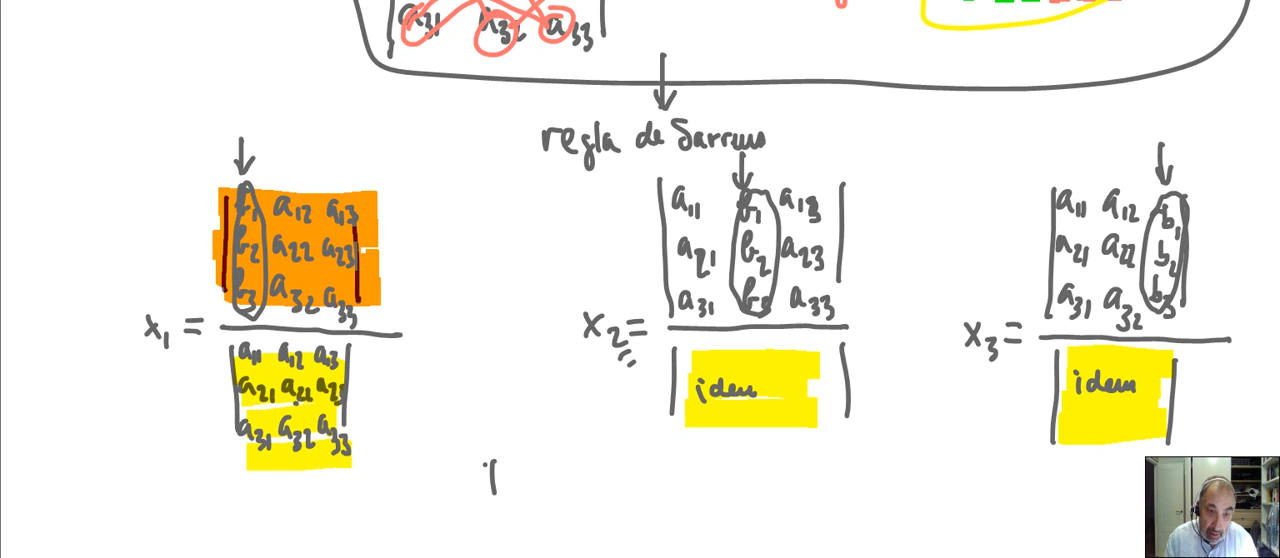 a31 a32 a33
regla de Sarrus
b1 a12 a13
b2 a22 a23
b3 a32 a33
x1 =
a11 a12 a13
a21 a22 a23
a31 a32 a33
a11 b1 a13
a21 b2 a23
a31 b3 a33
x2 =
idem
a11 a12 b1
a21 a22 b2
a31 a32 b3
x3 =
idem